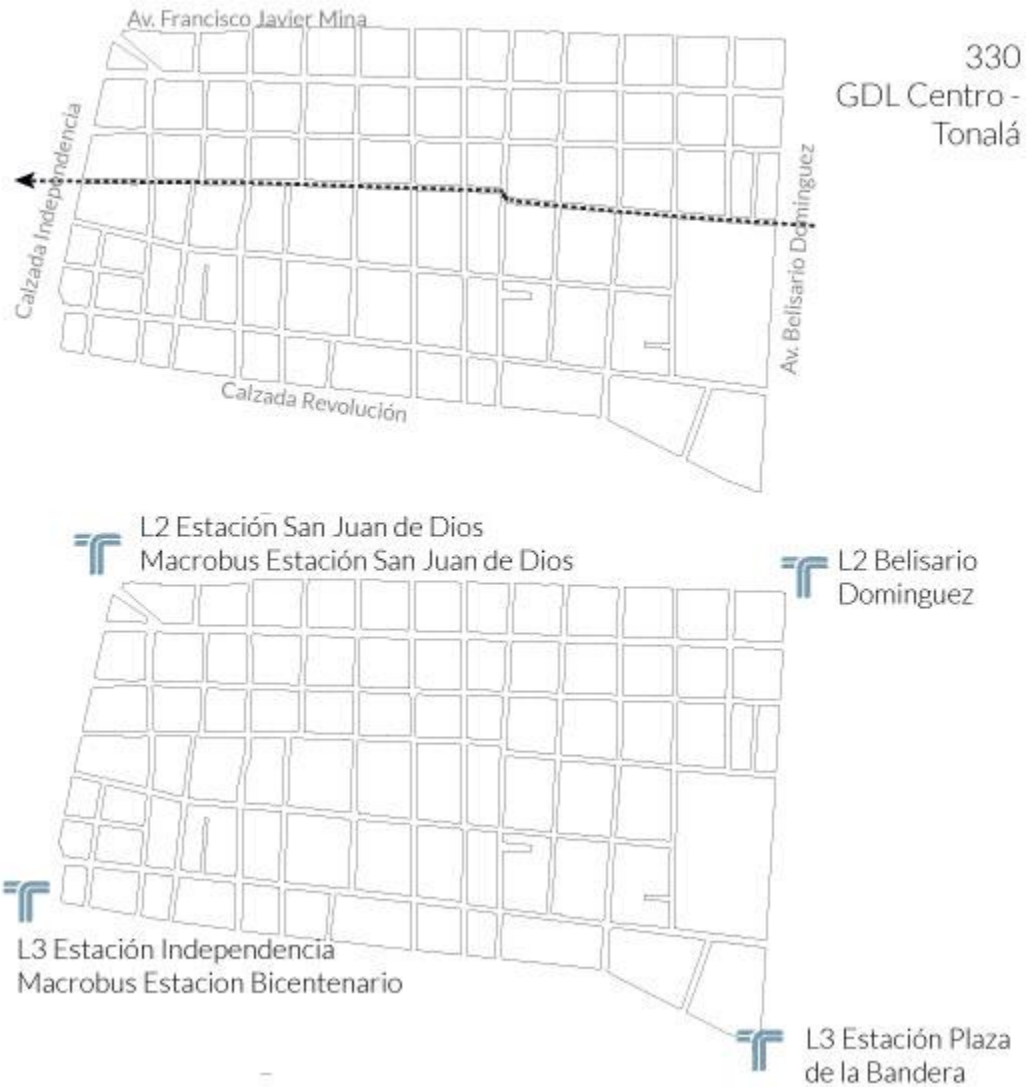 Av. Francisco Javier Mina
330
GDL Centro -
Tonalá
Calzada Independencia
Av. Belisario Dominguez
Calzada Revolución
L2 Estación San Juan de Dios
Macrobus Estación San Juan de Dios
L2 Belisario
Dominguez
L3 Estación Independencia
Macrobus Estacion Bicentenario
L3 Estación Plaza
de la Bandera